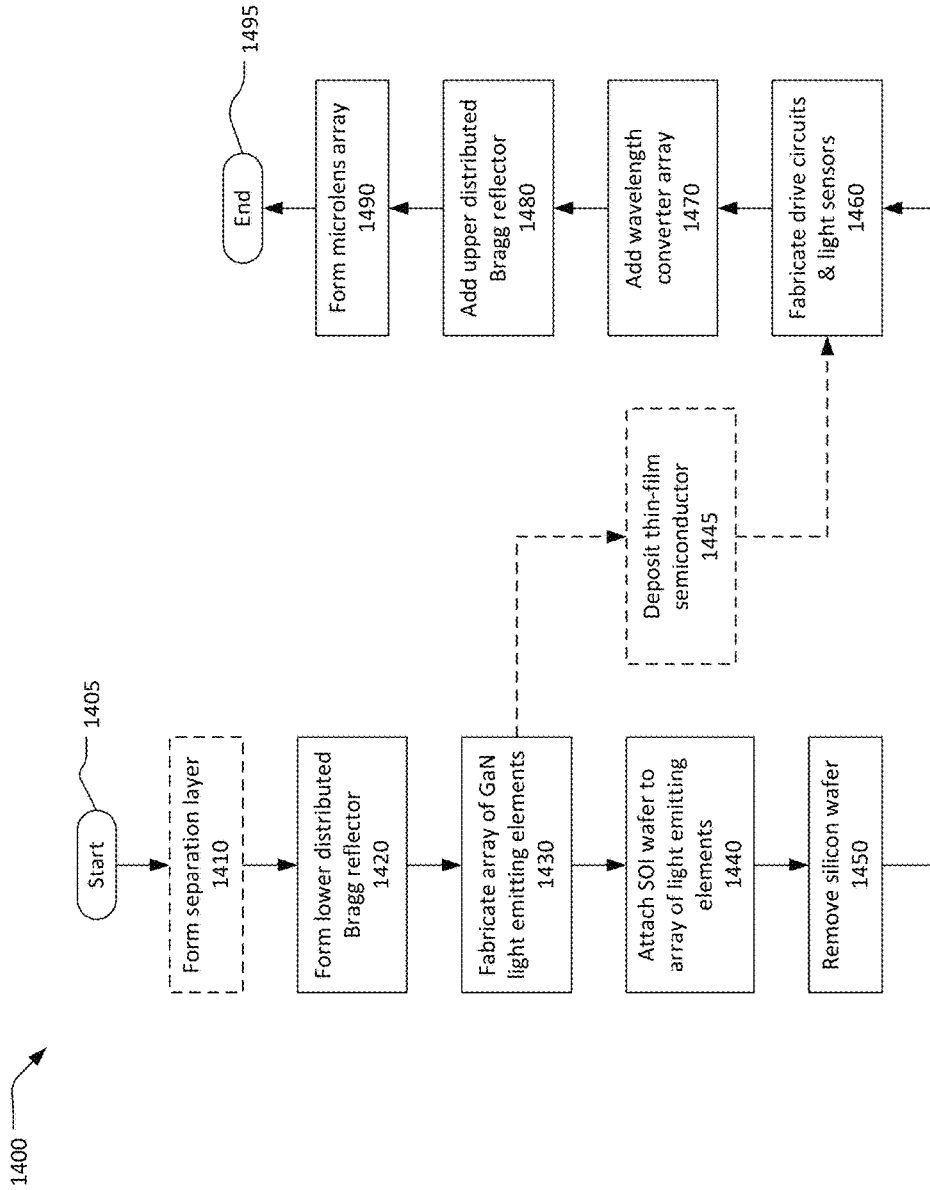 1400
Start
1405
Form separation layer
1410
Form lower distributed
Bragg reflector
1420
Fabricate array of GaN
light emitting elements
1430
Attach SOI wafer to
array of light emitting
elements
1440
Remove silicon wafer
1450
Deposit thin-film
semiconductor
1445
End
1495
Form microlens array
1490
Add upper distributed
Bragg reflector
1480
Add wavelength
converter array
1470
Fabricate drive circuits
& light sensors
1460